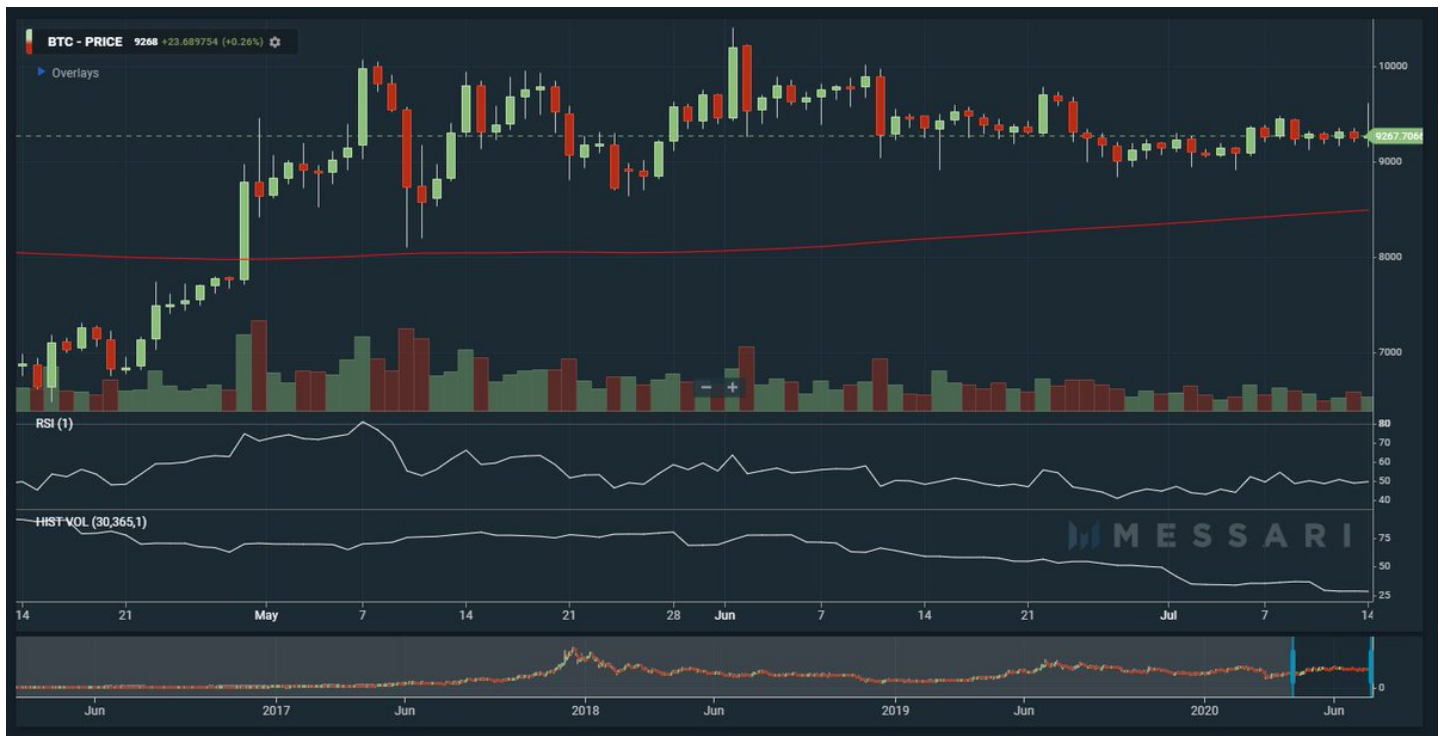 BTC - PRICE 9268 +23.689754 (+0.26%)
Overlays
10000
9267.7066
9000
8000
7000
− +
RSI (1)
80
70
60
50
40
HIST VOL (30,365,1)
MESSARI
75
50
25
14 21 May 7 14 21 28 Jun 7 14 21 Jul 7 14
0
Jun 2017 Jun 2018 Jun 2019 Jun 2020 Jun